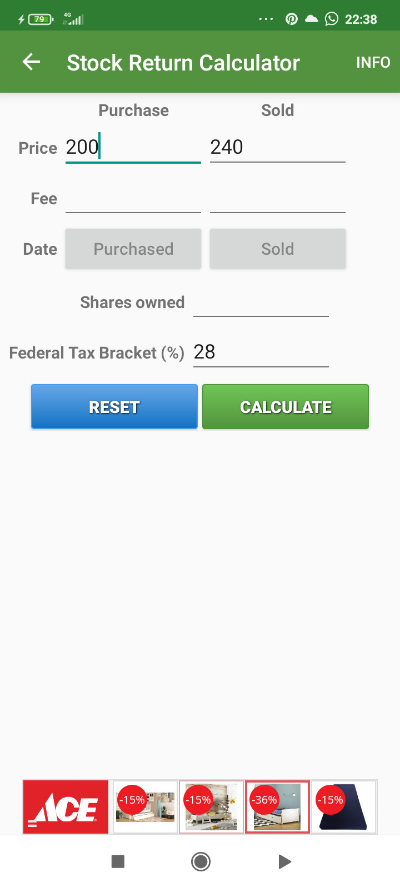 79 4G 22:38
Stock Return Calculator INFO
Purchase Sold
Price 200 240
Fee
Date Purchased Sold
Shares owned
Federal Tax Bracket (%) 28
RESET CALCULATE
ACE -15% -15% -36% -15%